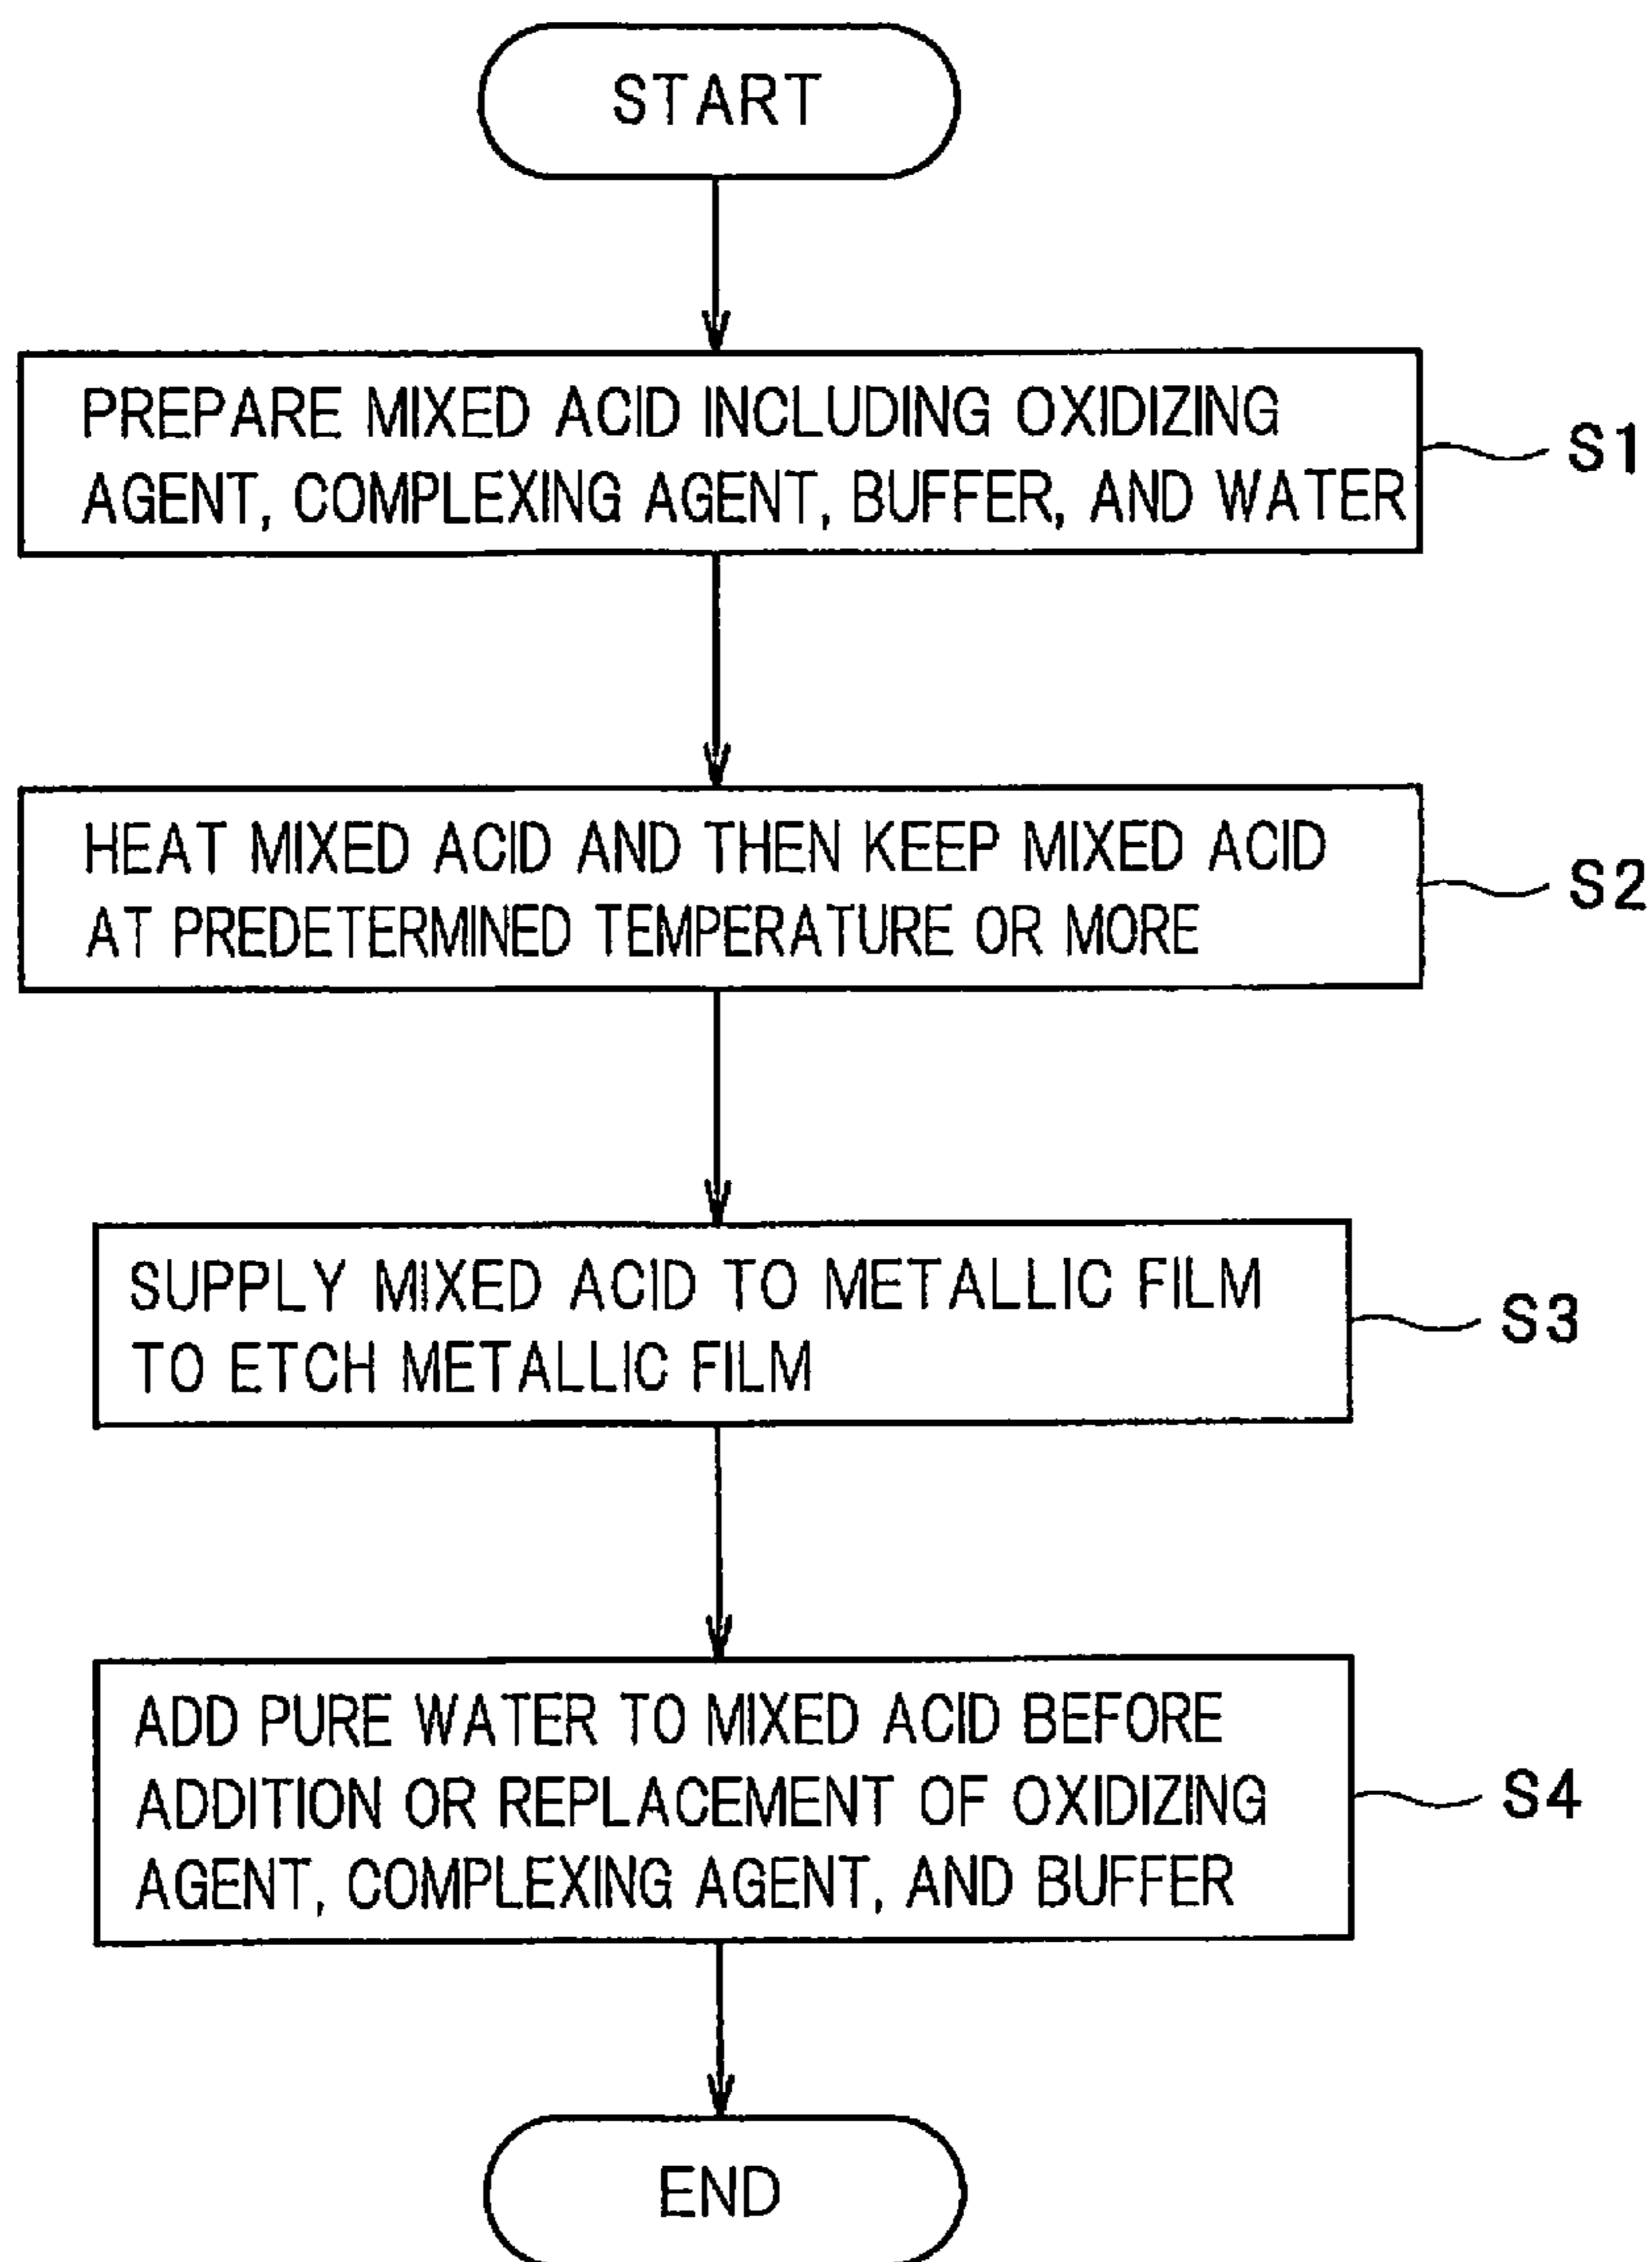 START
PREPARE MIXED ACID INCLUDING OXIDIZING
AGENT, COMPLEXING AGENT, BUFFER, AND WATER
S1
HEAT MIXED ACID AND THEN KEEP MIXED ACID
AT PREDETERMINED TEMPERATURE OR MORE
S2
SUPPLY MIXED ACID TO METALLIC FILM
TO ETCH METALLIC FILM
S3
ADD PURE WATER TO MIXED ACID BEFORE
ADDITION OR REPLACEMENT OF OXIDIZING
AGENT, COMPLEXING AGENT, AND BUFFER
S4
END